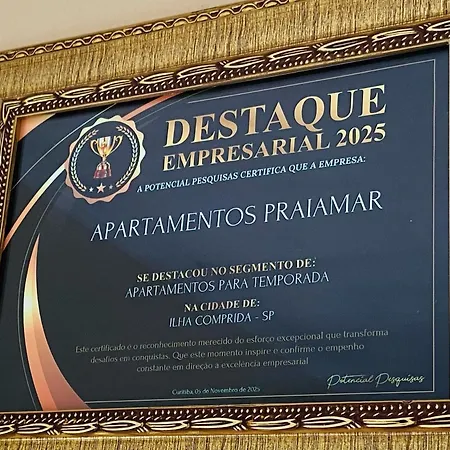 DESTAQUE
EMPRESARIAL 2025
A POTENCIAL PESQUISAS CERTIFICA QUE A EMPRESA:
APARTAMENTOS PRAIAMAR
SE DESTACOU NO SEGMENTO DE:
APARTAMENTOS PARA TEMPORADA
NA CIDADE DE:
ILHA COMPRIDA - SP
Este certificado é o reconhecimento merecido do esforço excepcional que transforma
desafios em conquistas. Que este momento inspire e confirme o empenho
constante em direção a excelência empresarial
Curitiba, 05 de Novembro de 2025
Potencial Pesquisas